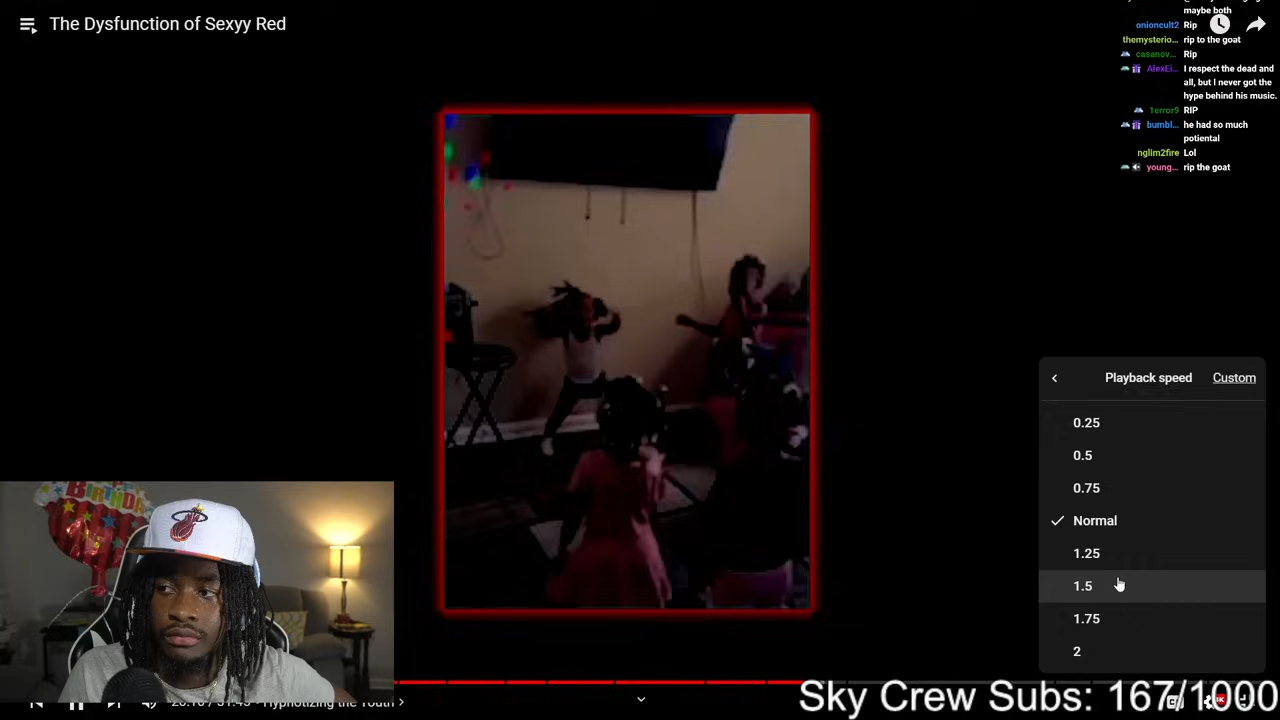 The Dysfunction of Sexyy Red
maybe both
onioncult2 Rip
themysterio... rip to the goat
casanov... Rip
AlexEi... I respect the dead and
all, but I never got the
hype behind his music.
1error9 RIP
bumbl... he had so much
potiental
nglim2fire Lol
young... rip the goat
Playback speed Custom
0.25
0.5
0.75
Normal
1.25
1.5
1.75
2
BIRTHDA
Hypnotizing the Youth
Sky Crew Subs: 167/1000